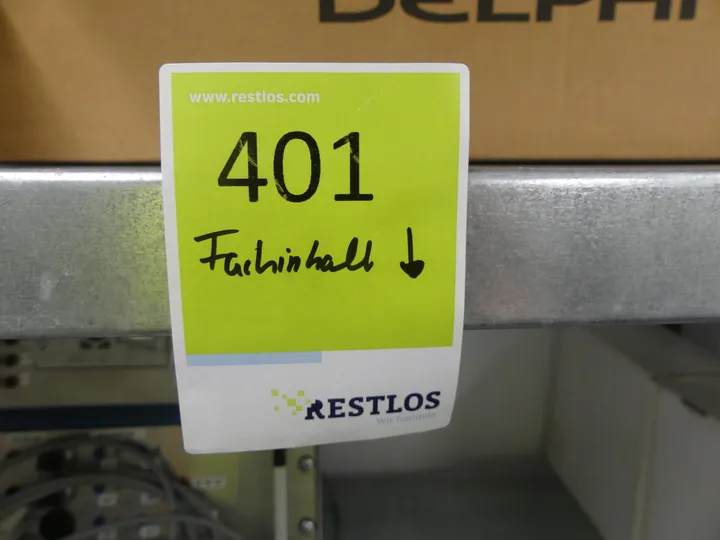 DELPHI
www.restlos.com
401
Fachinhalt ↓
RESTLOS